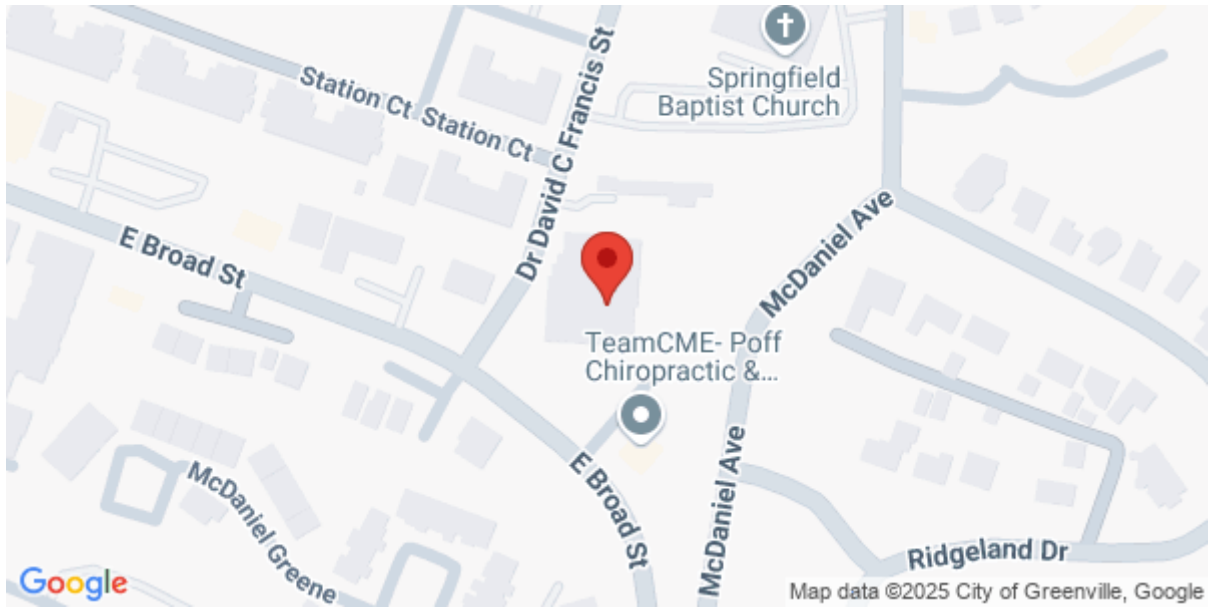 Springfield
Baptist Church
Station Ct
Station Ct
Dr David C Francis St
McDaniel Ave
E Broad St
TeamCME- Poff
Chiropractic &...
McDaniel Ave
E Broad St
McDaniel Greene
Ridgeland Dr
Google
Map data ©2025 City of Greenville, Google